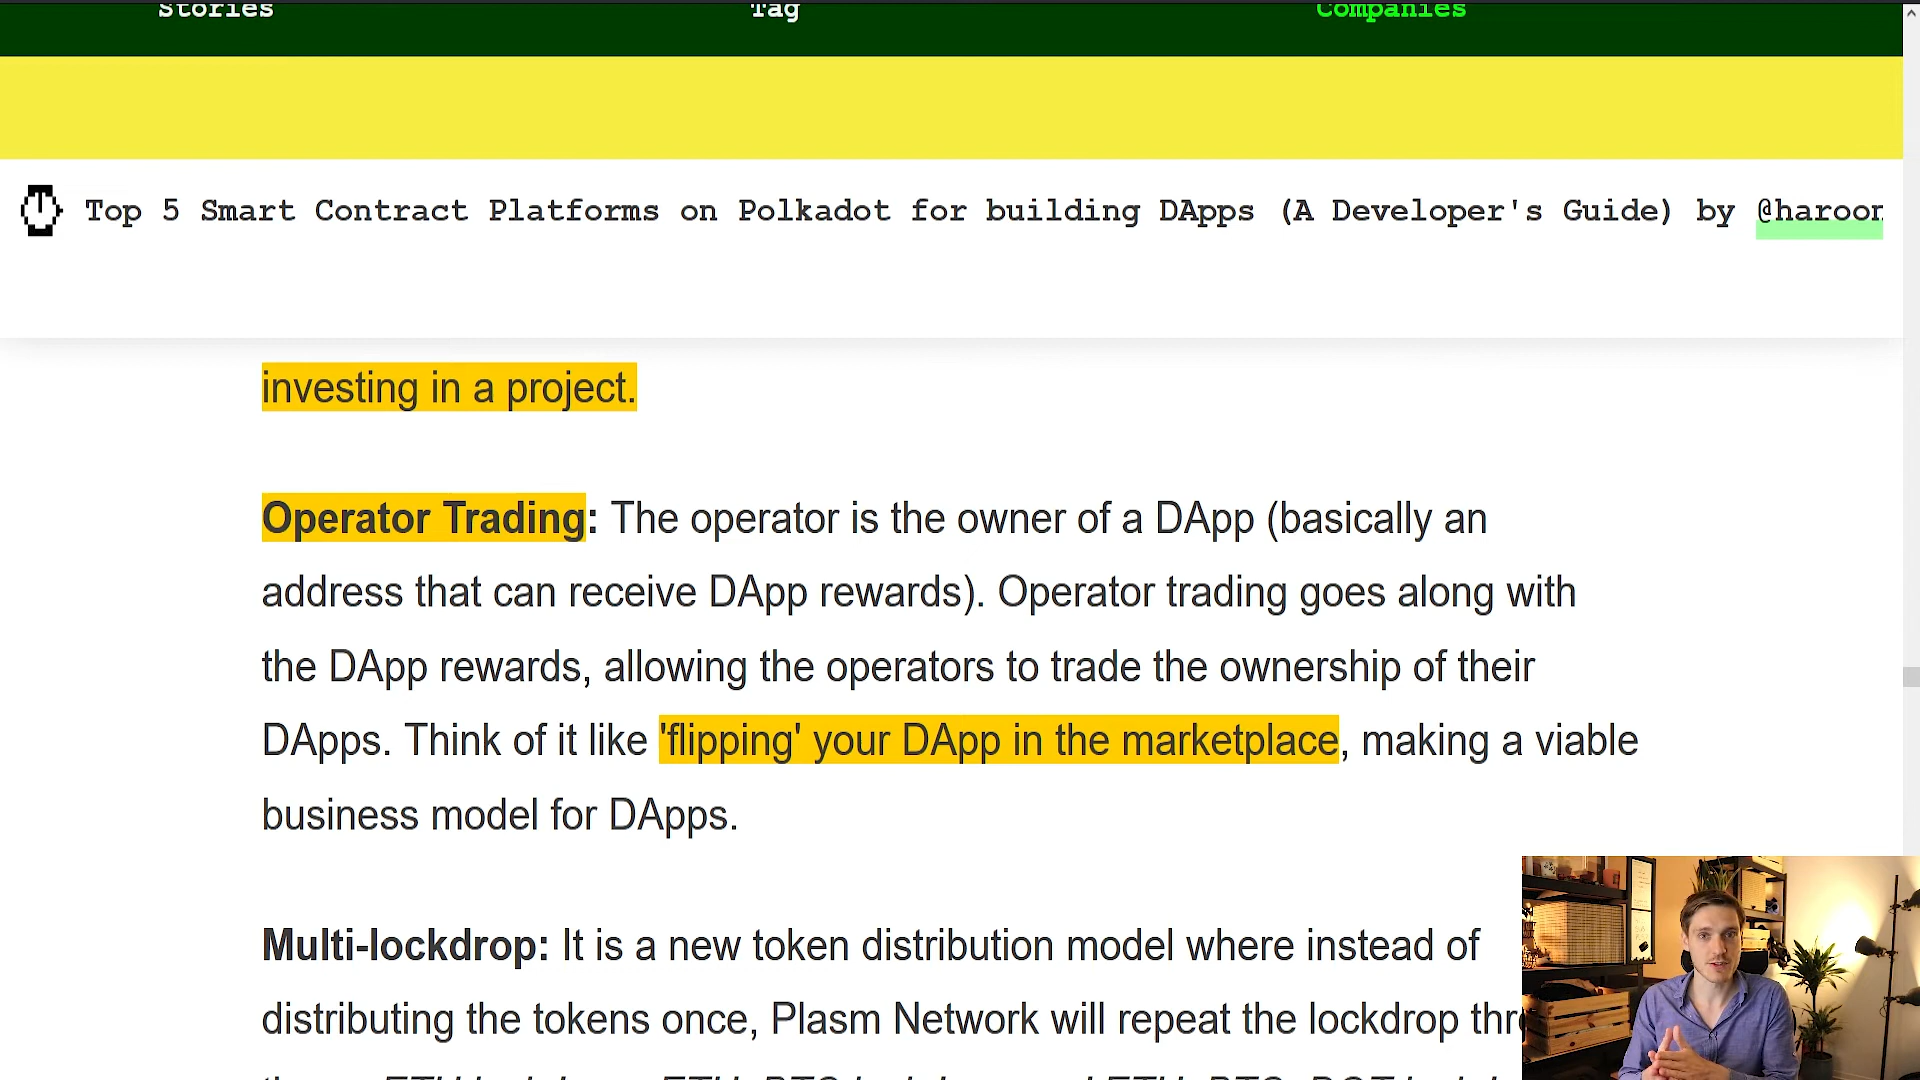 Stories Tag Companies
Top 5 Smart Contract Platforms on Polkadot for building DApps (A Developer's Guide) by @haroon
investing in a project.
Operator Trading: The operator is the owner of a DApp (basically an
address that can receive DApp rewards). Operator trading goes along with
the DApp rewards, allowing the operators to trade the ownership of their
DApps. Think of it like 'flipping' your DApp in the marketplace, making a viable
business model for DApps.
Multi-lockdrop: It is a new token distribution model where instead of
distributing the tokens once, Plasm Network will repeat the lockdrop